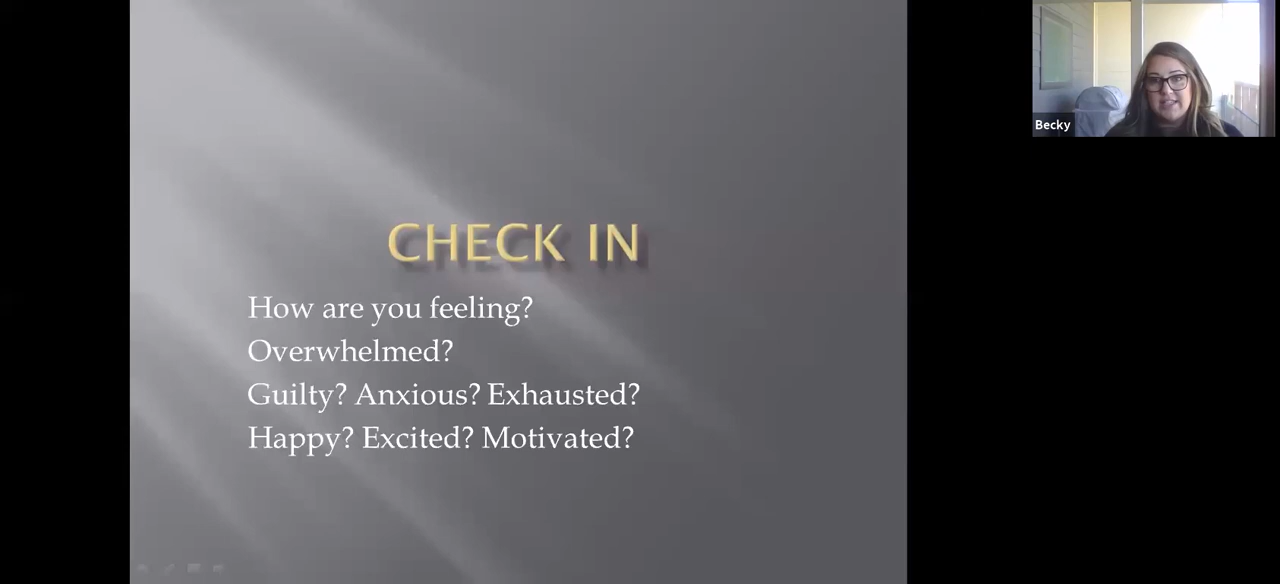 CHECK IN
How are you feeling?
Overwhelmed?
Guilty? Anxious? Exhausted?
Happy? Excited? Motivated?
Becky